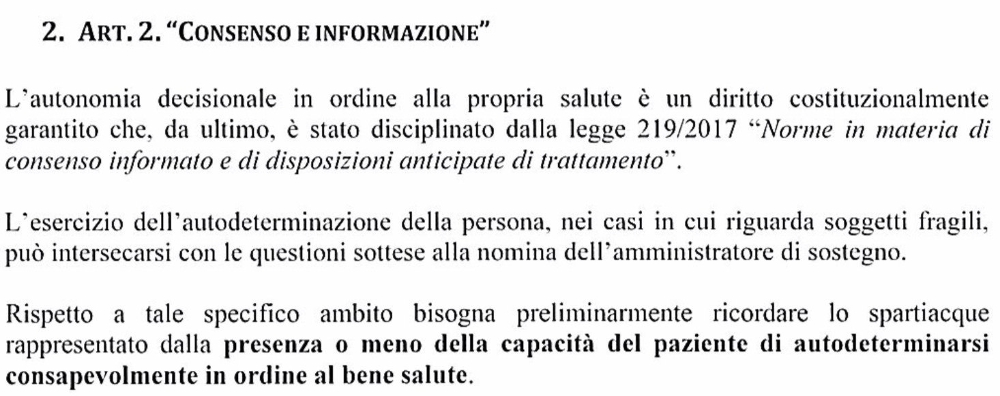 2. ART. 2. “CONSENSO E INFORMAZIONE”
L’autonomia decisionale in ordine alla propria salute è un diritto costituzionalmente
garantito che, da ultimo, è stato disciplinato dalla legge 219/2017 “Norme in materia di
consenso informato e di disposizioni anticipate di trattamento”.
L’esercizio dell’autodeterminazione della persona, nei casi in cui riguarda soggetti fragili,
può intersecarsi con le questioni sottese alla nomina dell’amministratore di sostegno.
Rispetto a tale specifico ambito bisogna preliminarmente ricordare lo spartiacque
rappresentato dalla presenza o meno della capacità del paziente di autodeterminarsi
consapevolmente in ordine al bene salute.